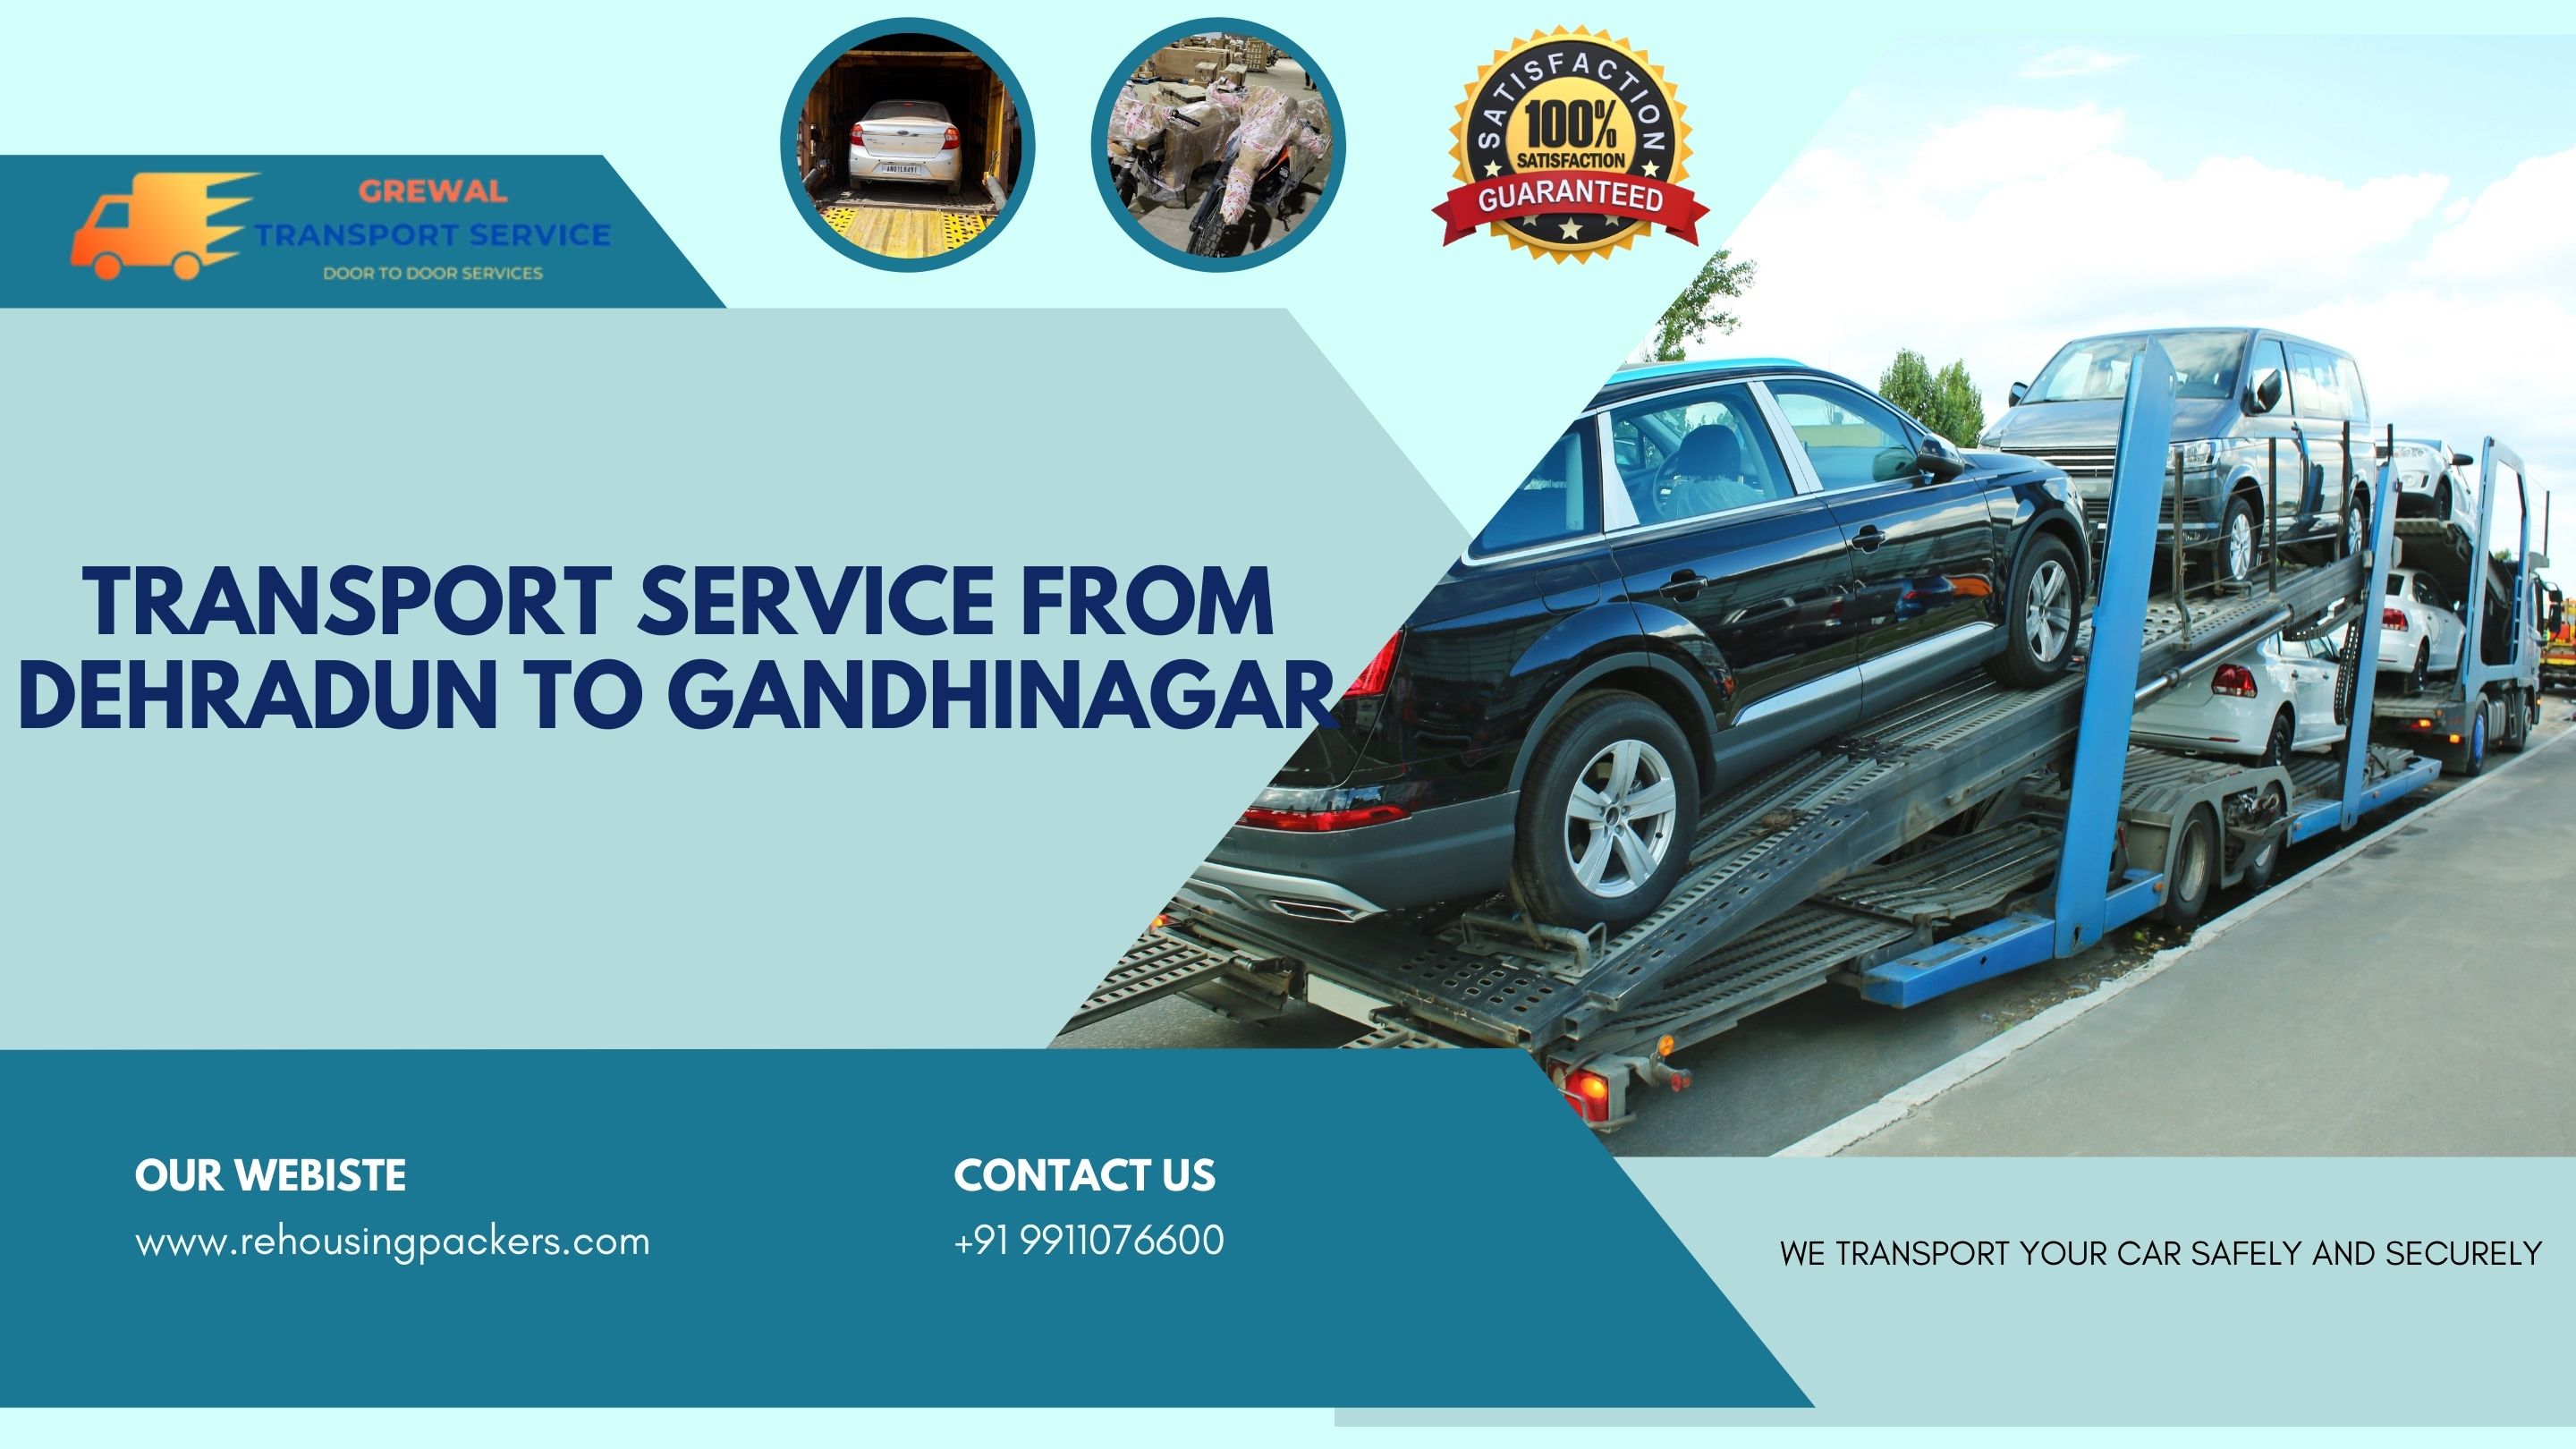 GREWAL
TRANSPORT SERVICE
DOOR TO DOOR SERVICES
SATISFACTION
100%
SATISFACTION
GUARANTEED
TRANSPORT SERVICE FROM
DEHRADUN TO GANDHINAGAR
OUR WEBISTE
www.rehousingpackers.com
CONTACT US
+91 9911076600
WE TRANSPORT YOUR CAR SAFELY AND SECURELY